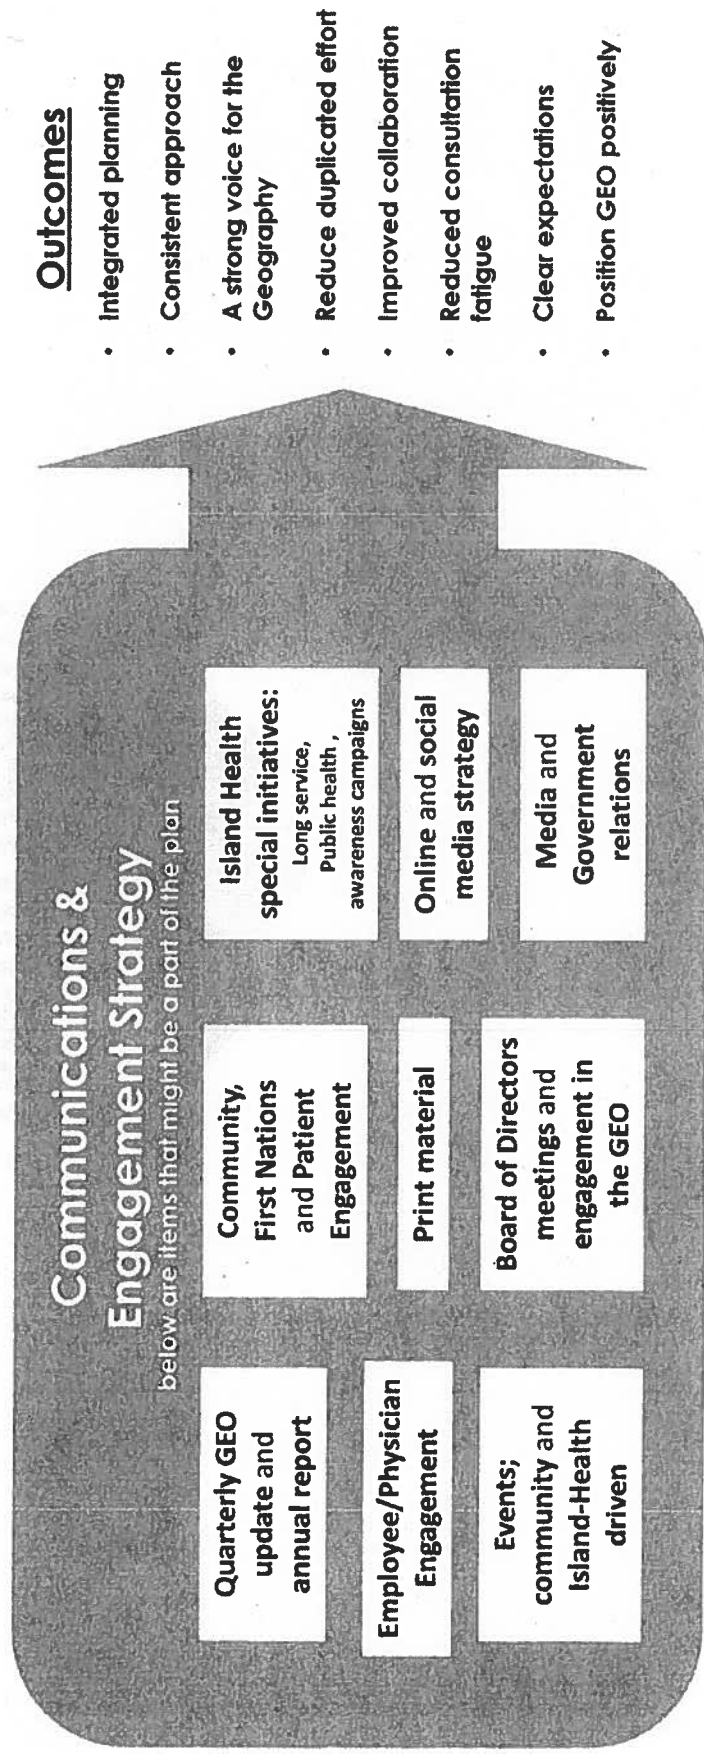 Communications &
Engagement Strategy
below are items that might be a part of the plan
Quarterly GEO
update and
annual report
Employee/Physician
Engagement
Events;
community and
Island-Health
driven
Community,
First Nations
and Patient
Engagement
Print material
Board of Directors
meetings and
engagement in
the GEO
Island Health
special initiatives:
Long service,
Public health ,
awareness campaigns
Online and social
media strategy
Media and
Government
relations
Outcomes
• Integrated planning
• Consistent approach
• A strong voice for the
Geography
• Reduce duplicated effort
• Improved collaboration
• Reduced consultation
fatigue
• Clear expectations
• Position GEO positively